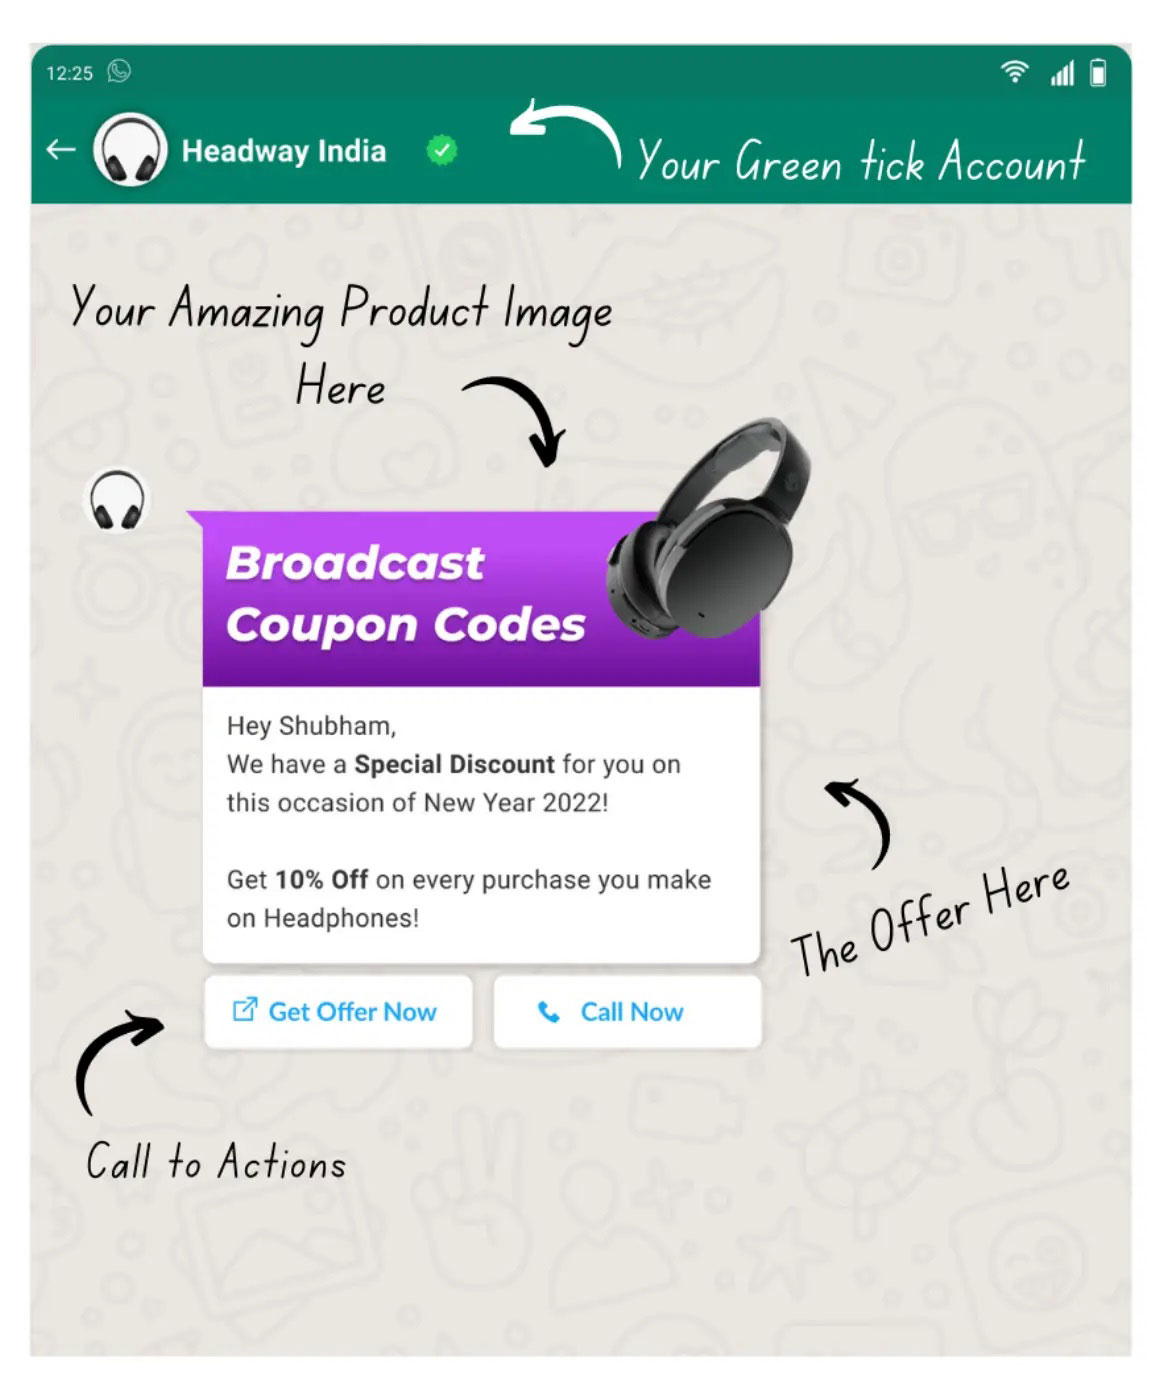 12:25
Headway India
Your Green tick Account
Your Amazing Product Image
Here
Broadcast
Coupon Codes
Hey Shubham,
We have a Special Discount for you on
this occasion of New Year 2022!
Get 10% Off on every purchase you make
on Headphones!
The Offer Here
Get Offer Now
Call Now
Call to Actions